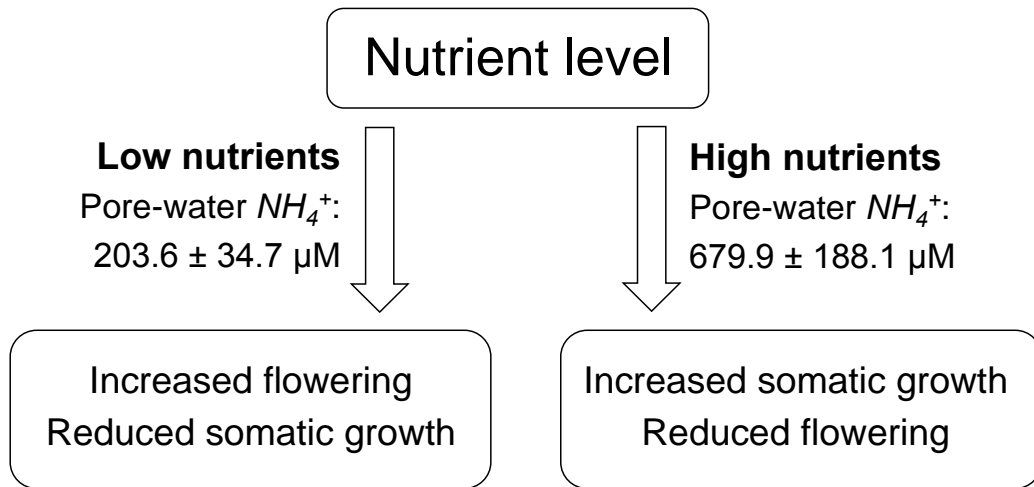 Nutrient level
Low nutrients
Pore-water NH₄⁺:
203.6 ± 34.7 µM
High nutrients
Pore-water NH₄⁺:
679.9 ± 188.1 µM
Increased flowering
Reduced somatic growth
Increased somatic growth
Reduced flowering